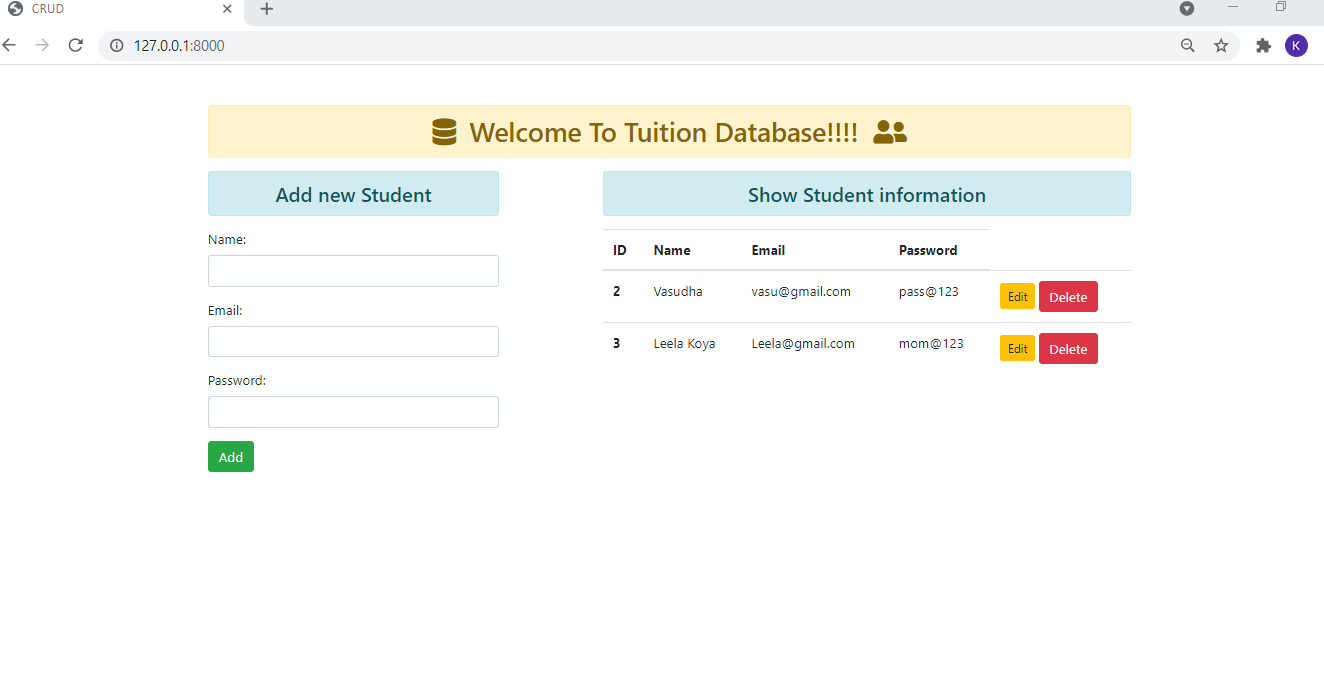 CRUD
127.0.0.1:8000
K
Welcome To Tuition Database!!!!
Add new Student
Name:
Email:
Password:
Add
Show Student information
ID Name Email Password
2 Vasudha vasu@gmail.com pass@123 Edit Delete
3 Leela Koya Leela@gmail.com mom@123 Edit Delete